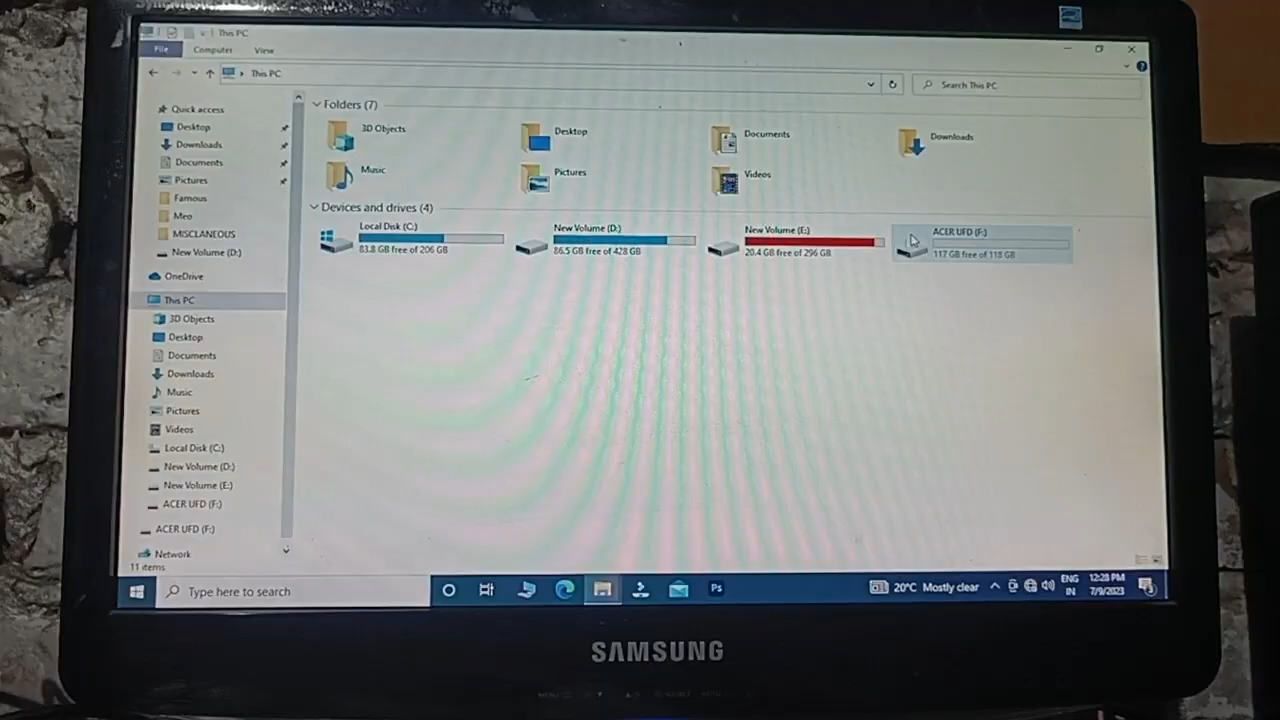 This PC
File Computer View
This PC
Search This PC
Quick access
Desktop
Downloads
Documents
Pictures
Famous
Meo
MISCLANEOUS
New Volume (D:)
OneDrive
This PC
3D Objects
Desktop
Documents
Downloads
Music
Pictures
Videos
Local Disk (C:)
New Volume (D:)
New Volume (E:)
ACER UFD (F:)
ACER UFD (F:)
Network
11 items
Folders (7)
3D Objects
Desktop
Documents
Downloads
Music
Pictures
Videos
Devices and drives (4)
Local Disk (C:)
83.8 GB free of 206 GB
New Volume (D:)
86.5 GB free of 428 GB
New Volume (E:)
20.4 GB free of 296 GB
ACER UFD (F:)
117 GB free of 118 GB
Type here to search
Ps
20°C Mostly clear
ENG
IN
12:28 PM
7/9/2023
3
SAMSUNG